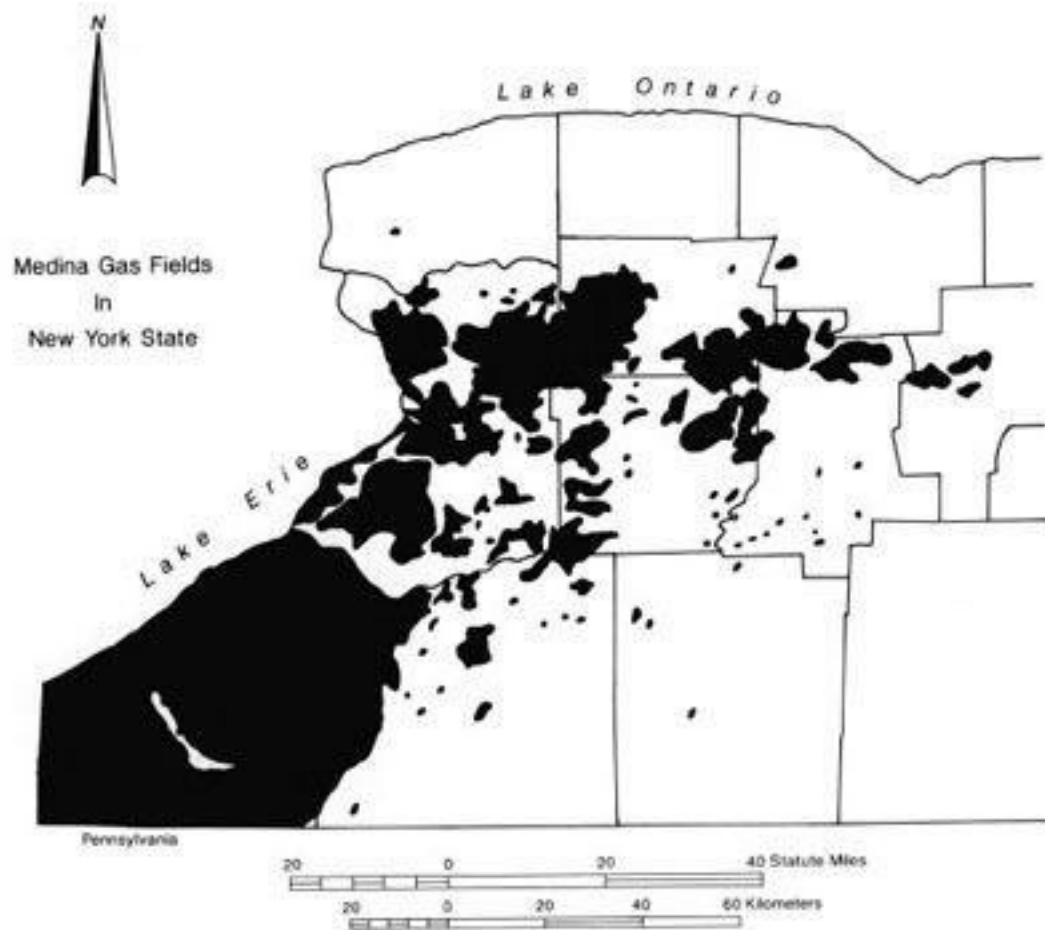 N
Lake Ontario
Medina Gas Fields
In
New York State
Lake Erie
Pennsylvania
20 0 20 40 Statute Miles
20 0 20 40 60 Kilometers